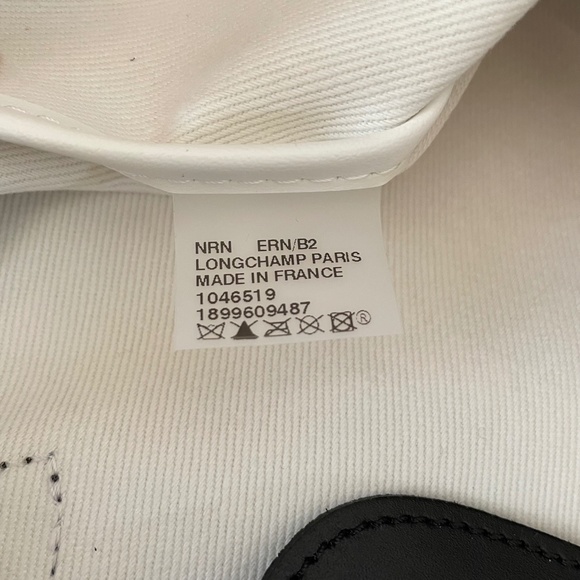 NRN ERN/B2
LONGCHAMP PARIS
MADE IN FRANCE
1046519
1899609487
®